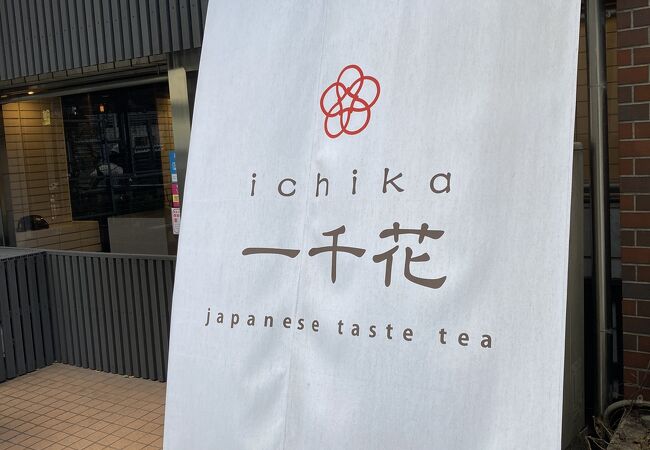 ichika
一千花
japanese taste tea